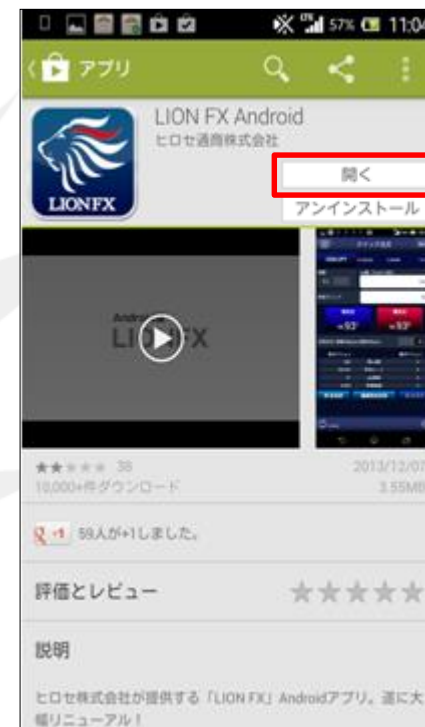 57% 11:04
アプリ
LION FX Android
ヒロセ通商株式会社
LIONFX
開く
アンインストール
LIONFX
38
10,000+件ダウンロード
2013/12/07
3.55MB
+1 59人が+1しました。
評価とレビュー
説明
ヒロセ株式会社が提供する「LION FX」Androidアプリ。遂に大
幅リニューアル！